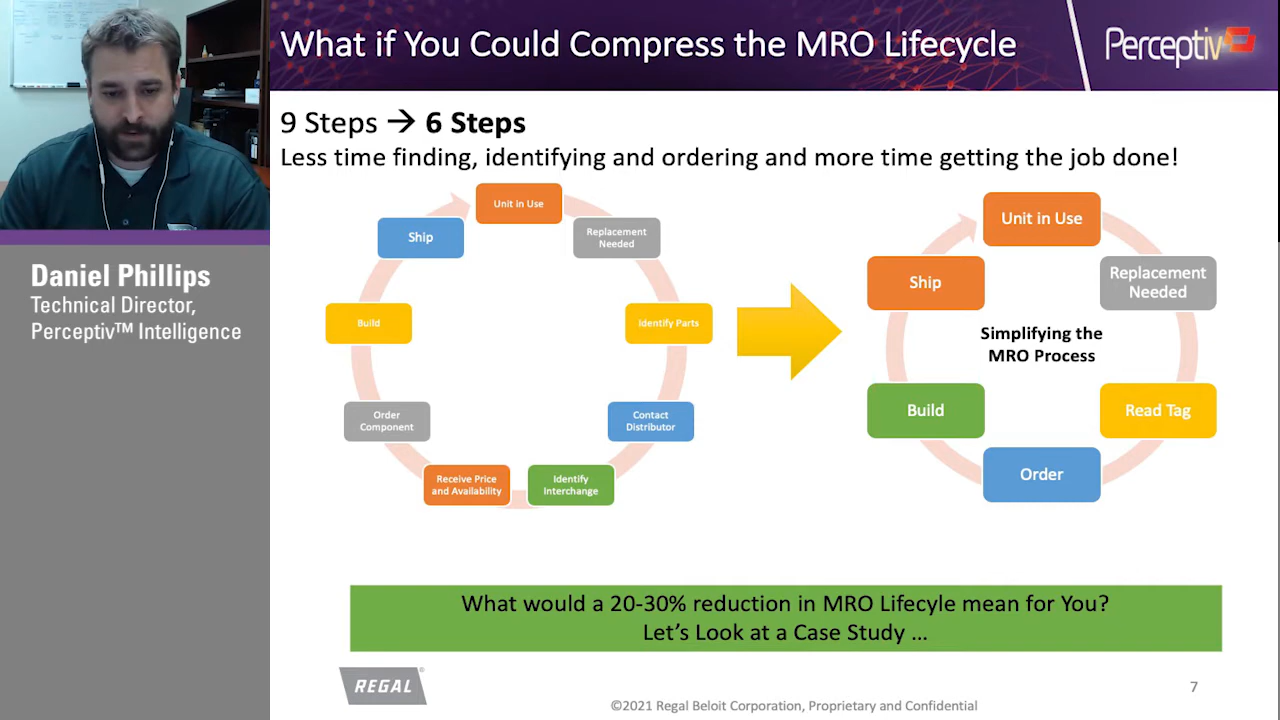 What if You Could Compress the MRO Lifecycle
Perceptiv
9 Steps → 6 Steps
Less time finding, identifying and ordering and more time getting the job done!
Daniel Phillips
Technical Director,
Perceptiv™ Intelligence
Unit in Use
Replacement
Needed
Identify Parts
Contact
Distributor
Identify
Interchange
Receive Price
and Availability
Order
Component
Build
Ship
Unit in Use
Replacement
Needed
Read Tag
Order
Build
Ship
Simplifying the
MRO Process
What would a 20-30% reduction in MRO Lifecyle mean for You?
Let's Look at a Case Study ...
REGAL®
©2021 Regal Beloit Corporation, Proprietary and Confidential
7